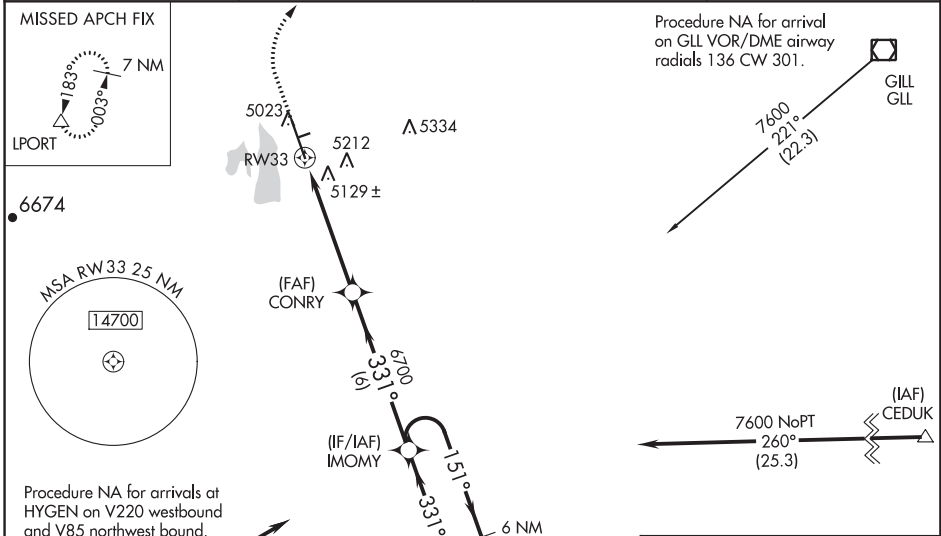 MISSED APCH FIX
7 NM
183°
003°
LPORT
Procedure NA for arrival
on GLL VOR/DME airway
radials 136 CW 301.
GILL
GLL
7600
221°
(22.3)
5023
5334
5212
RW33
5129 ±
6674
MSA RW33 25 NM
14700
(FAF)
CONRY
6700
331°
(6)
(IF/IAF)
IMOMY
151°
331°
6 NM
(IAF)
CEDUK
7600 NoPT
260°
(25.3)
Procedure NA for arrivals at
HYGEN on V220 westbound
and V85 northwest bound.